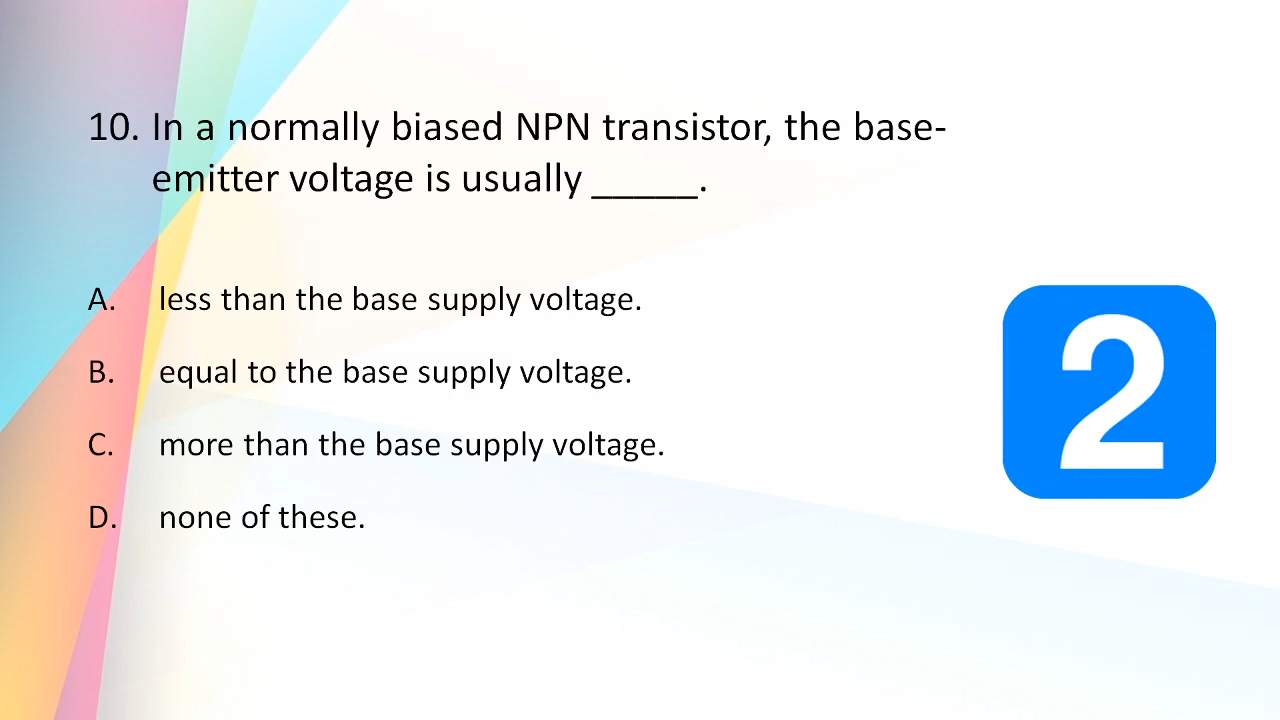 10. In a normally biased NPN transistor, the base-
emitter voltage is usually _____.
A. less than the base supply voltage.
B. equal to the base supply voltage.
C. more than the base supply voltage.
D. none of these.
2